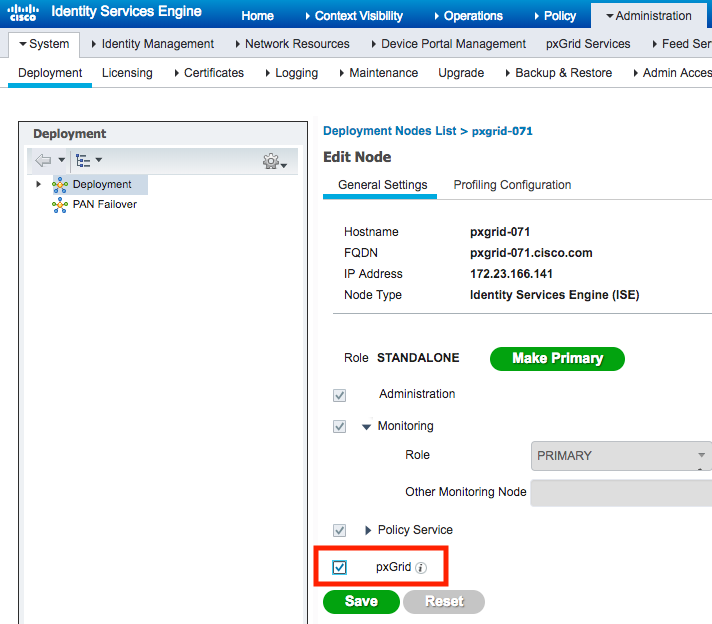 cisco Identity Services Engine Home Context Visibility Operations Policy Administration
System Identity Management Network Resources Device Portal Management pxGrid Services Feed Ser
Deployment Licensing Certificates Logging Maintenance Upgrade Backup & Restore Admin Acces
Deployment
Deployment
PAN Failover
Deployment Nodes List > pxgrid-071
Edit Node
General Settings Profiling Configuration
Hostname pxgrid-071
FQDN pxgrid-071.cisco.com
IP Address 172.23.166.141
Node Type Identity Services Engine (ISE)
Role STANDALONE Make Primary
Administration
Monitoring
Role PRIMARY
Other Monitoring Node
Policy Service
pxGrid i
Save Reset